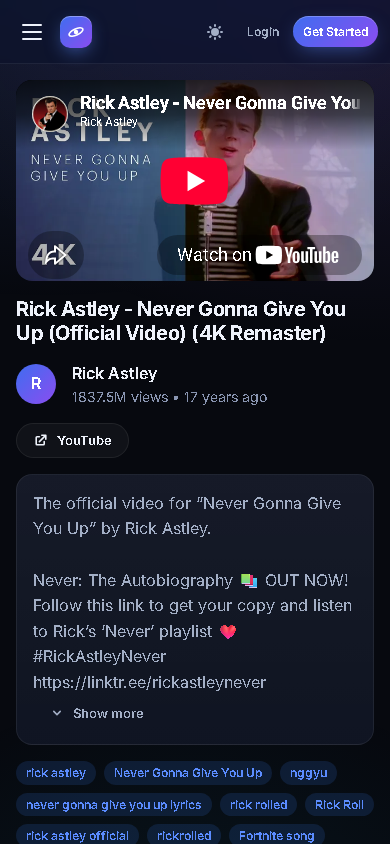 Login
Get Started
Rick Astley - Never Gonna Give You
Rick Astley
ASTLEY
NEVER GONNA
GIVE YOU UP
4K
Watch on YouTube
Rick Astley - Never Gonna Give You
Up (Official Video) (4K Remaster)
R
Rick Astley
1837.5M views • 17 years ago
YouTube
The official video for “Never Gonna Give
You Up” by Rick Astley.
Never: The Autobiography 📚 OUT NOW!
Follow this link to get your copy and listen
to Rick’s ‘Never’ playlist ❤️
#RickAstleyNever
https://linktr.ee/rickastleynever
Show more
rick astley
Never Gonna Give You Up
nggyu
never gonna give you up lyrics
rick rolled
Rick Roll
rick astley official
rickrolled
Fortnite song